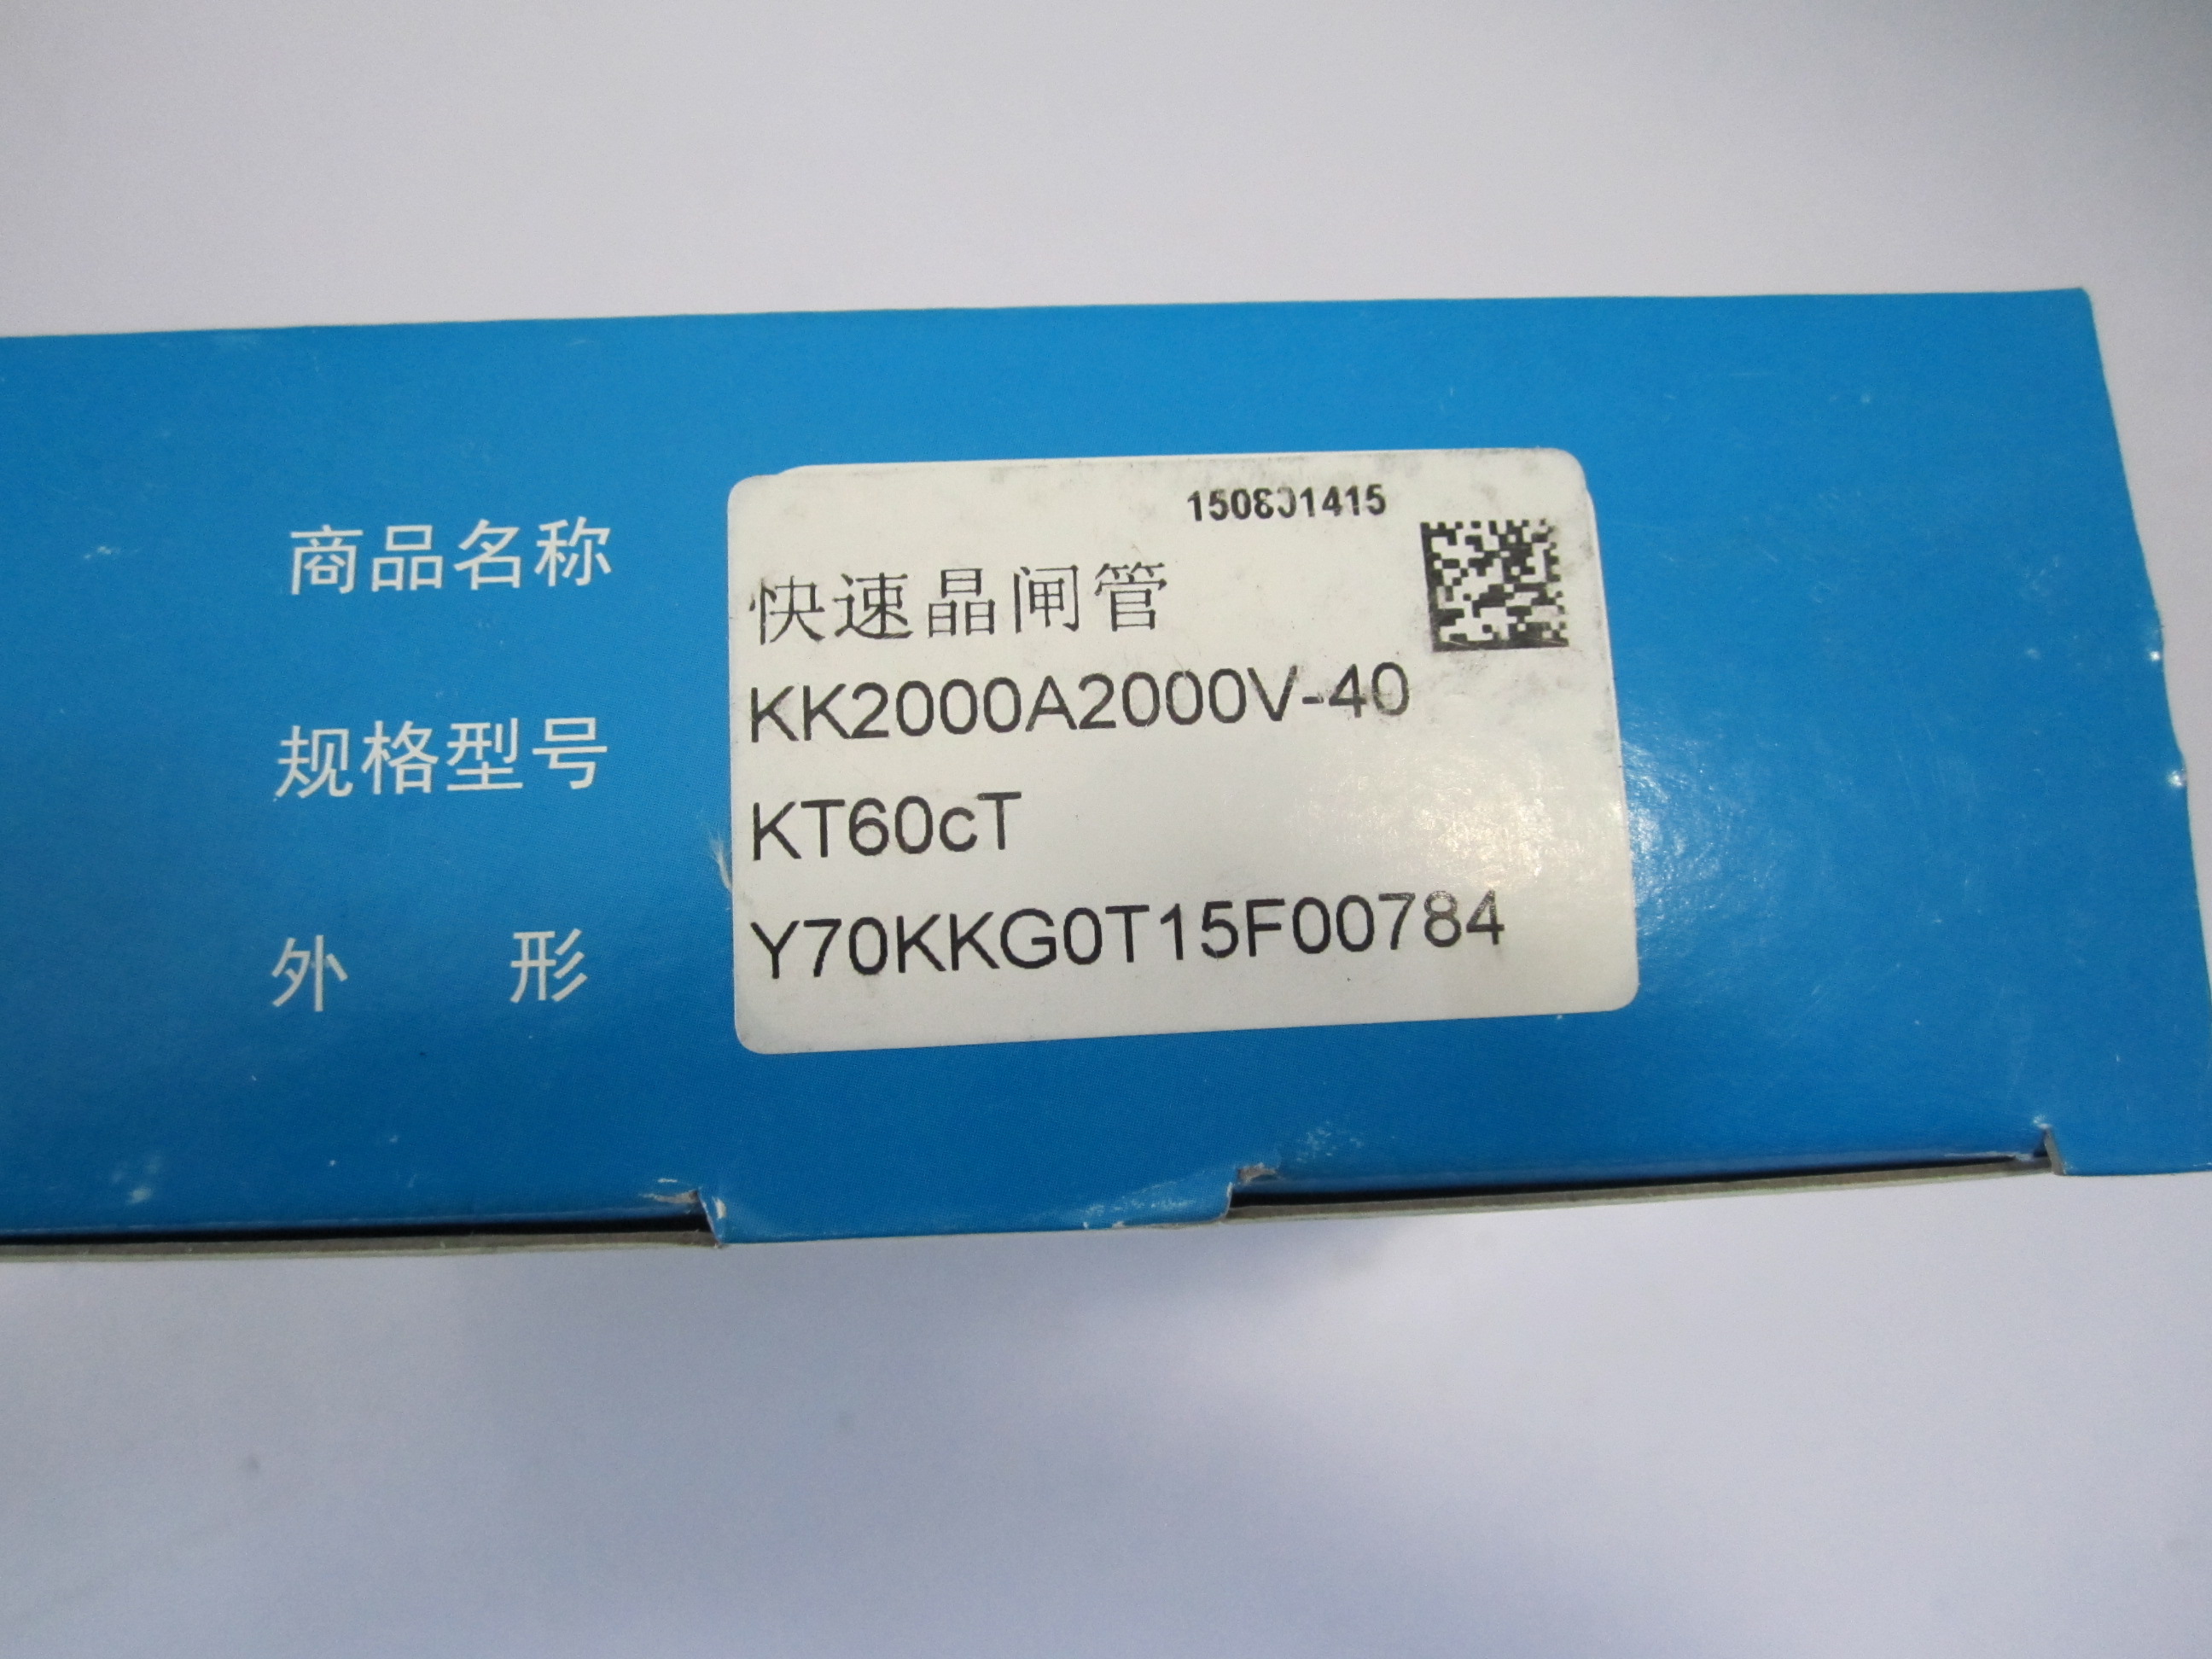 150801415
商品名称 快速晶闸管
规格型号 KK2000A2000V-40
KT60cT
外 形 Y70KKG0T15F00784